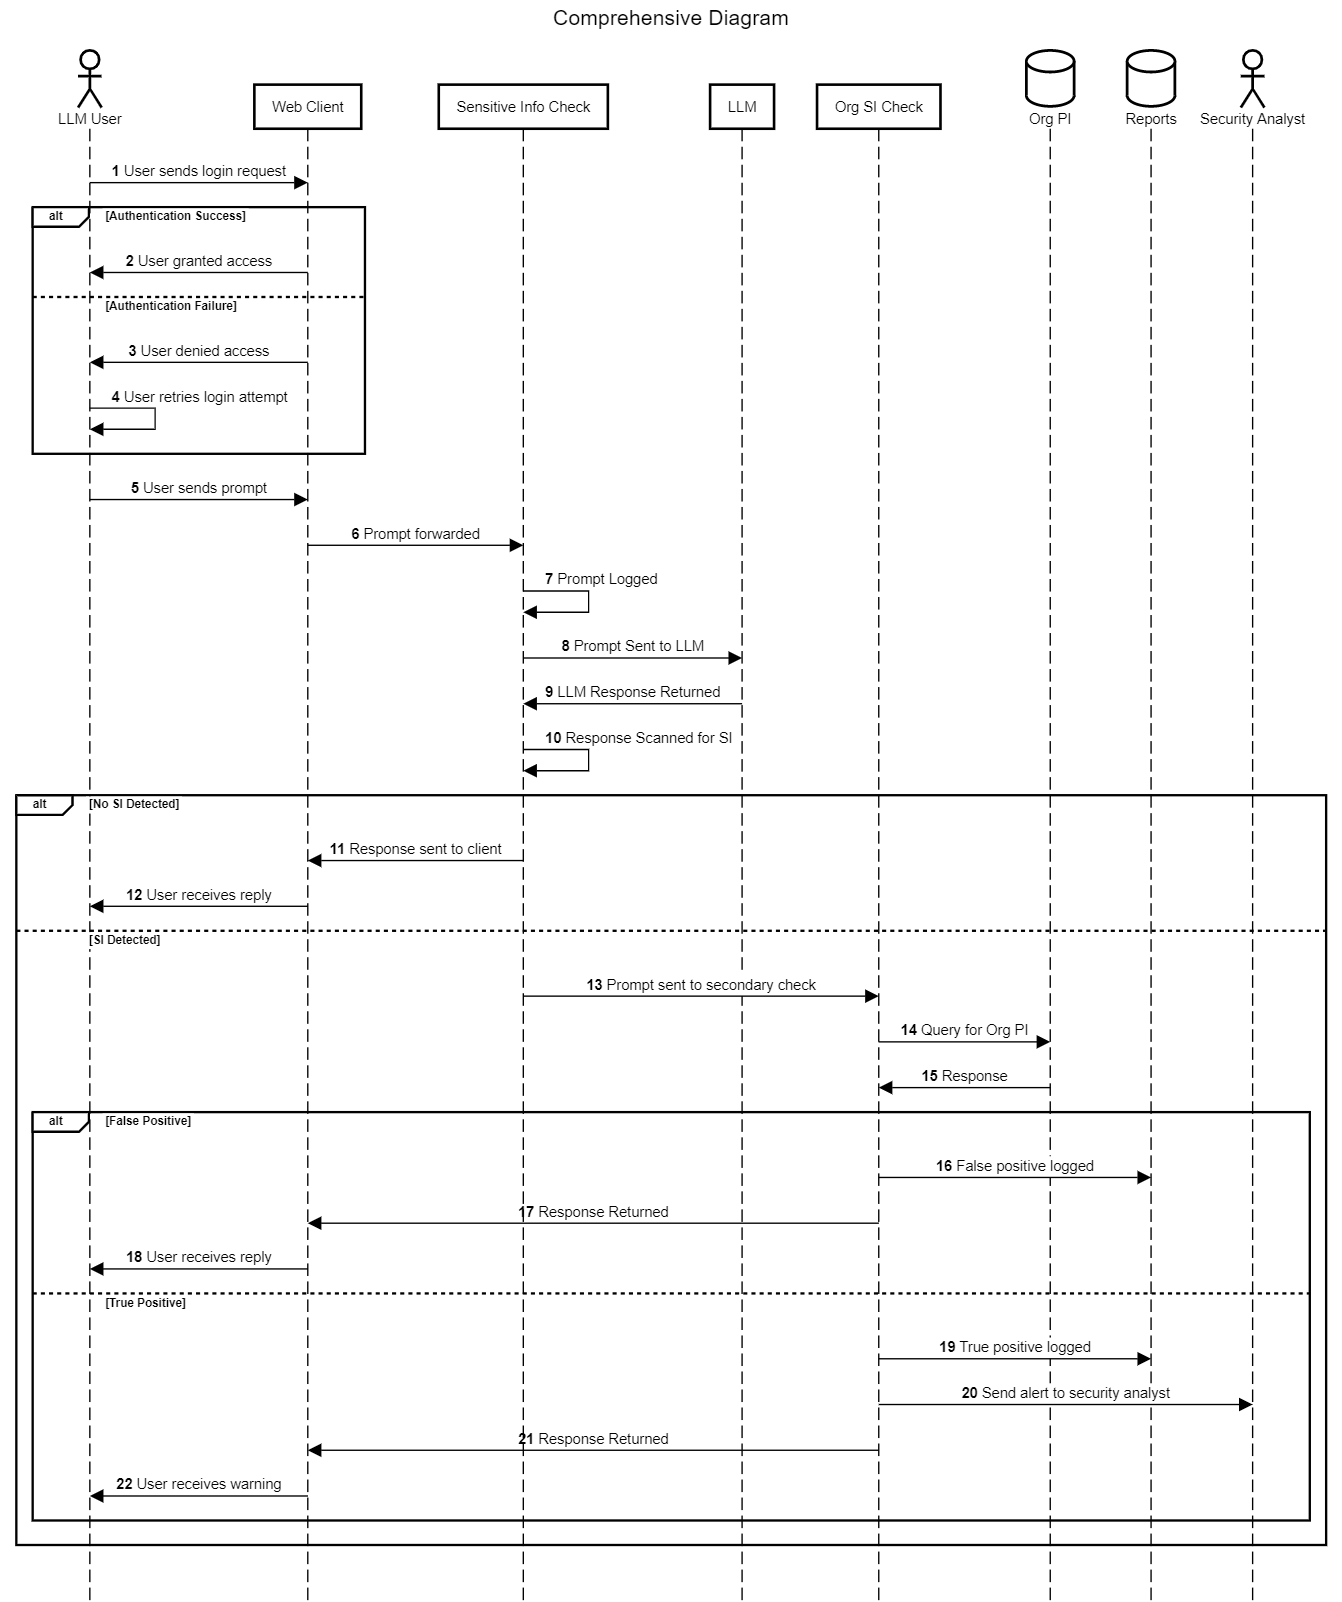 Comprehensive Diagram
LLM User
Web Client
Sensitive Info Check
LLM
Org SI Check
Org PI
Reports
Security Analyst
1 User sends login request
alt
[Authentication Success]
2 User granted access
[Authentication Failure]
3 User denied access
4 User retries login attempt
5 User sends prompt
6 Prompt forwarded
7 Prompt Logged
8 Prompt Sent to LLM
9 LLM Response Returned
10 Response Scanned for SI
alt
[No SI Detected]
11 Response sent to client
12 User receives reply
[SI Detected]
13 Prompt sent to secondary check
14 Query for Org PI
15 Response
alt
[False Positive]
16 False positive logged
17 Response Returned
18 User receives reply
[True Positive]
19 True positive logged
20 Send alert to security analyst
21 Response Returned
22 User receives warning